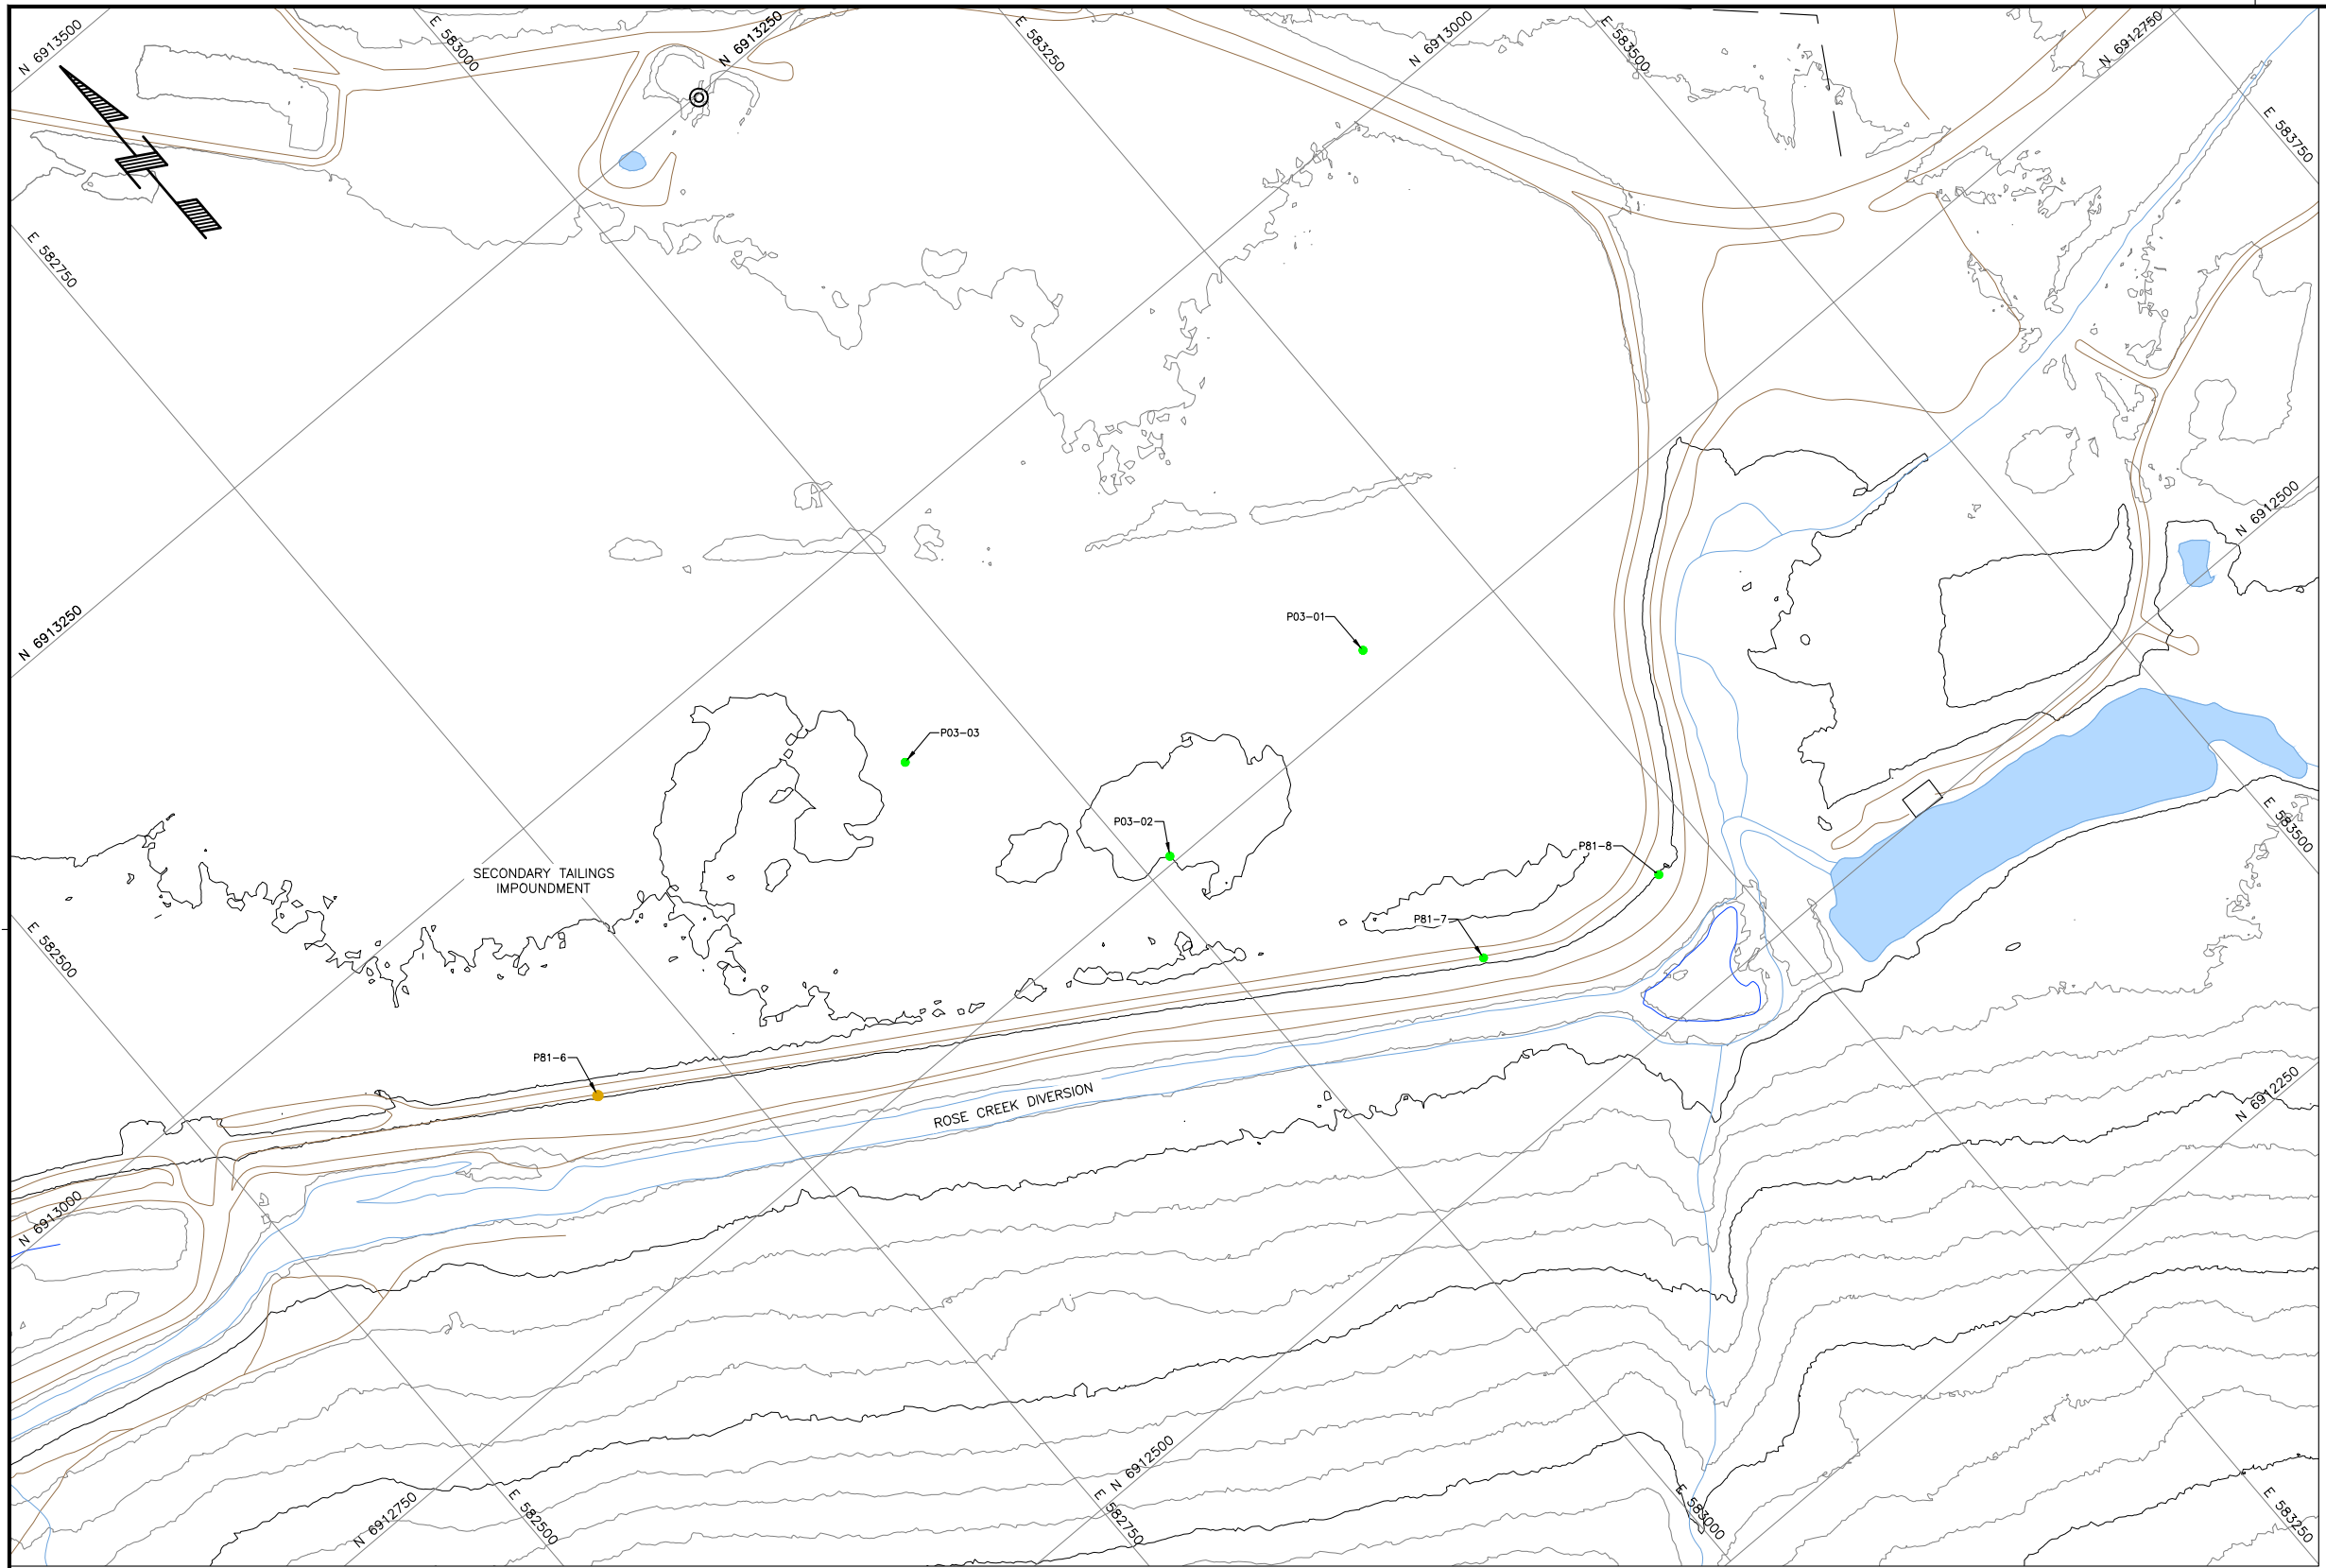 N 6913500
E 583000
N 6913250
E 583250
N 6913000
E 583500
N 6912750
E 583750
E 582750
N 6912500
N 6913250
P03-01
P03-03
P03-02
P81-8
E 583500
SECONDARY TAILINGS
IMPOUNDMENT
P81-7
E 582500
P81-6
ROSE CREEK DIVERSION
N 6912250
N 6913000
N 6912750
E 582500
N 6912500
E 582750
E 583000
E 583250